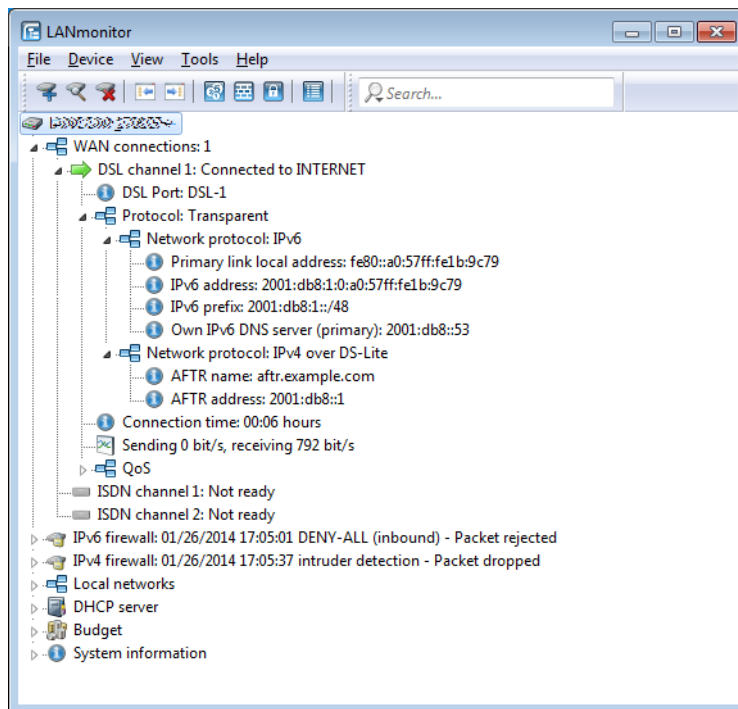 LANmonitor
File Device View Tools Help
Search...
WAN connections: 1
DSL channel 1: Connected to INTERNET
DSL Port: DSL-1
Protocol: Transparent
Network protocol: IPv6
Primary link local address: fe80::a0:57ff:fe1b:9c79
IPv6 address: 2001:db8:1:0:a0:57ff:fe1b:9c79
IPv6 prefix: 2001:db8:1::/48
Own IPv6 DNS server (primary): 2001:db8::53
Network protocol: IPv4 over DS-Lite
AFTR name: aftr.example.com
AFTR address: 2001:db8::1
Connection time: 00:06 hours
Sending 0 bit/s, receiving 792 bit/s
QoS
ISDN channel 1: Not ready
ISDN channel 2: Not ready
IPv6 firewall: 01/26/2014 17:05:01 DENY-ALL (inbound) - Packet rejected
IPv4 firewall: 01/26/2014 17:05:37 intruder detection - Packet dropped
Local networks
DHCP server
Budget
System information